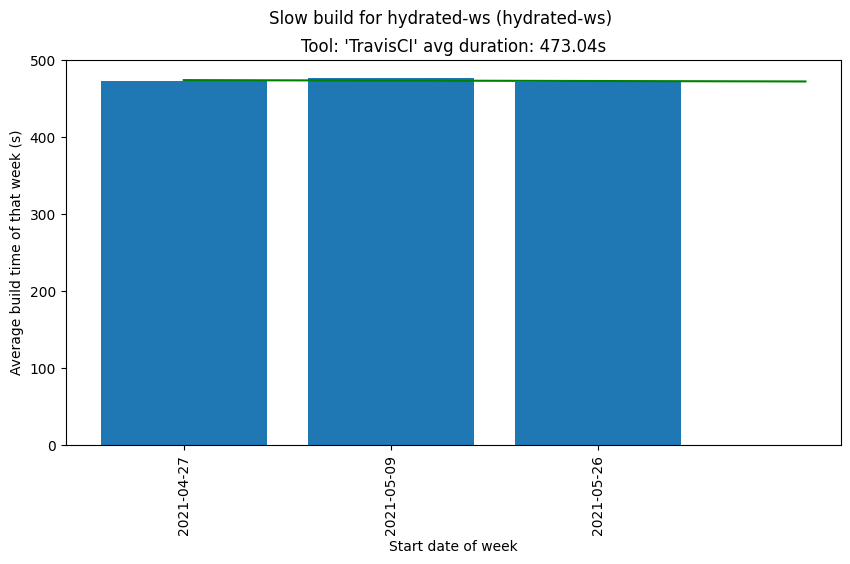 Slow build for hydrated-ws (hydrated-ws)
Tool: 'TravisCI' avg duration: 473.04s
Average build time of that week (s)
500
400
300
200
100
0
2021-04-27
2021-05-09
2021-05-26
Start date of week